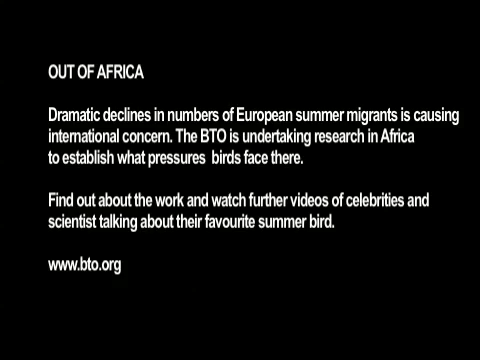 OUT OF AFRICA
Dramatic declines in numbers of European summer migrants is causing
international concern. The BTO is undertaking research in Africa
to establish what pressures birds face there.
Find out about the work and watch further videos of celebrities and
scientist talking about their favourite summer bird.
www.bto.org